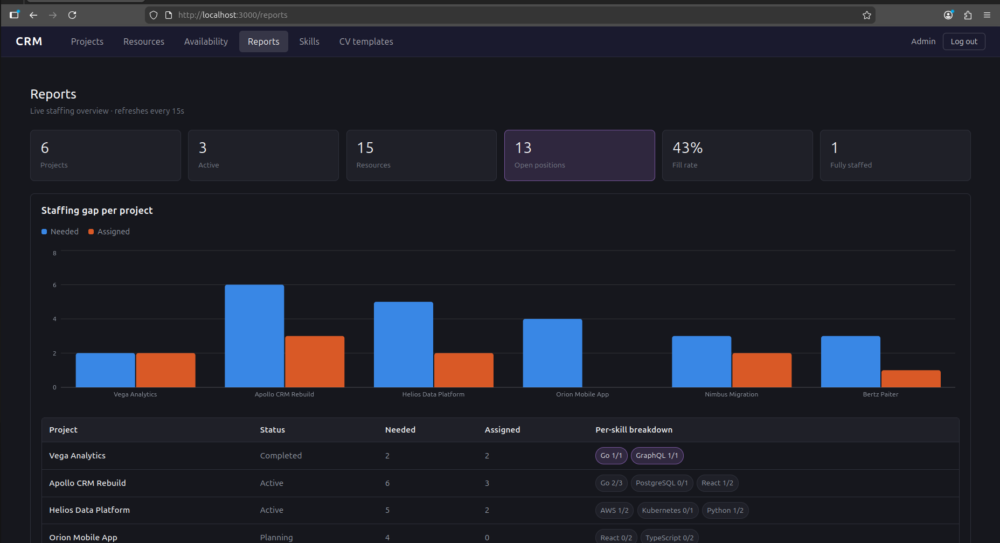 http://localhost:3000/reports
CRM Projects Resources Availability Reports Skills CV templates Admin Log out
Reports
Live staffing overview · refreshes every 15s
6 3 15 13 43% 1
Projects Active Resources Open positions Fill rate Fully staffed
Staffing gap per project
Needed Assigned
8
6
4
2
0
Vega Analytics Apollo CRM Rebuild Helios Data Platform Orion Mobile App Nimbus Migration Bertz Paiter
Project Status Needed Assigned Per-skill breakdown
Vega Analytics Completed 2 2 Go 1/1 GraphQL 1/1
Apollo CRM Rebuild Active 6 3 Go 2/3 PostgreSQL 0/1 React 1/2
Helios Data Platform Active 5 2 AWS 1/2 Kubernetes 0/1 Python 1/2
Orion Mobile App Planning 4 0 React 0/2 TypeScript 0/2